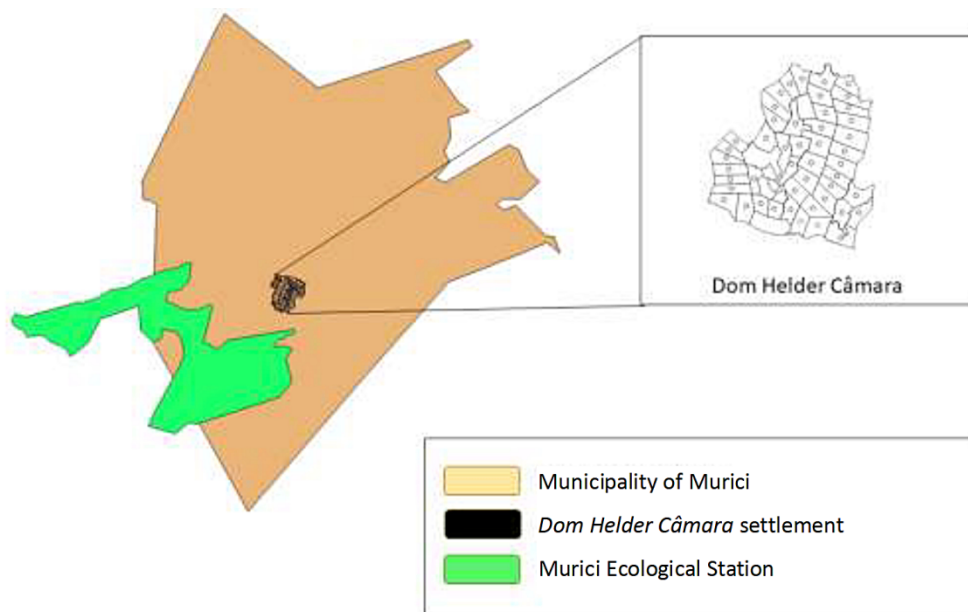 Dom Helder Câmara
Municipality of Murici
Dom Helder Câmara settlement
Murici Ecological Station